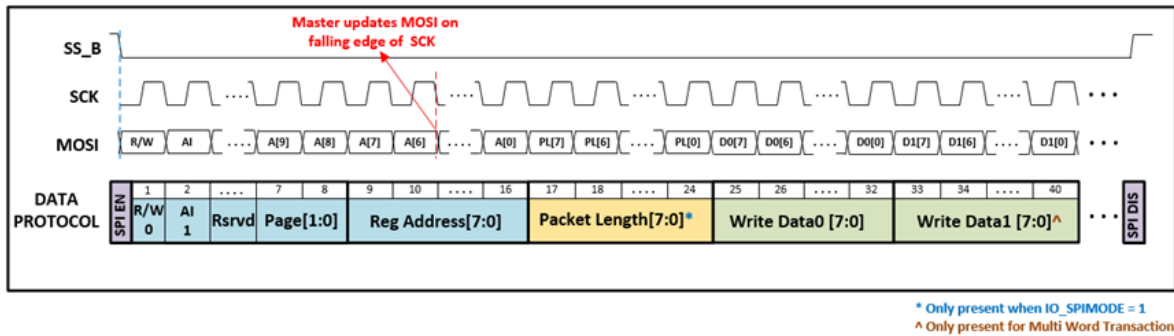 Master updates MOSI on
falling edge of SCK
SS_B
SCK
MOSI R/W AI .... A[9] A[8] A[7] A[6] .... A[0] PL[7] PL[6] .... PL[0] D0[7] D0[6] .... D0[0] D1[7] D1[6] .... D1[0] •••
1 2 .... 7 8 9 10 .... 16 17 18 .... 24 25 26 .... 32 33 34 .... 40
DATA PROTOCOL
SPI EN
R/W 0
AI 1
Rsrvd Page[1:0] Reg Address[7:0] Packet Length[7:0]* Write Data0 [7:0] Write Data1 [7:0]^ •••
SPI DIS
* Only present when IO_SPIMODE = 1
^ Only present for Multi Word Transaction